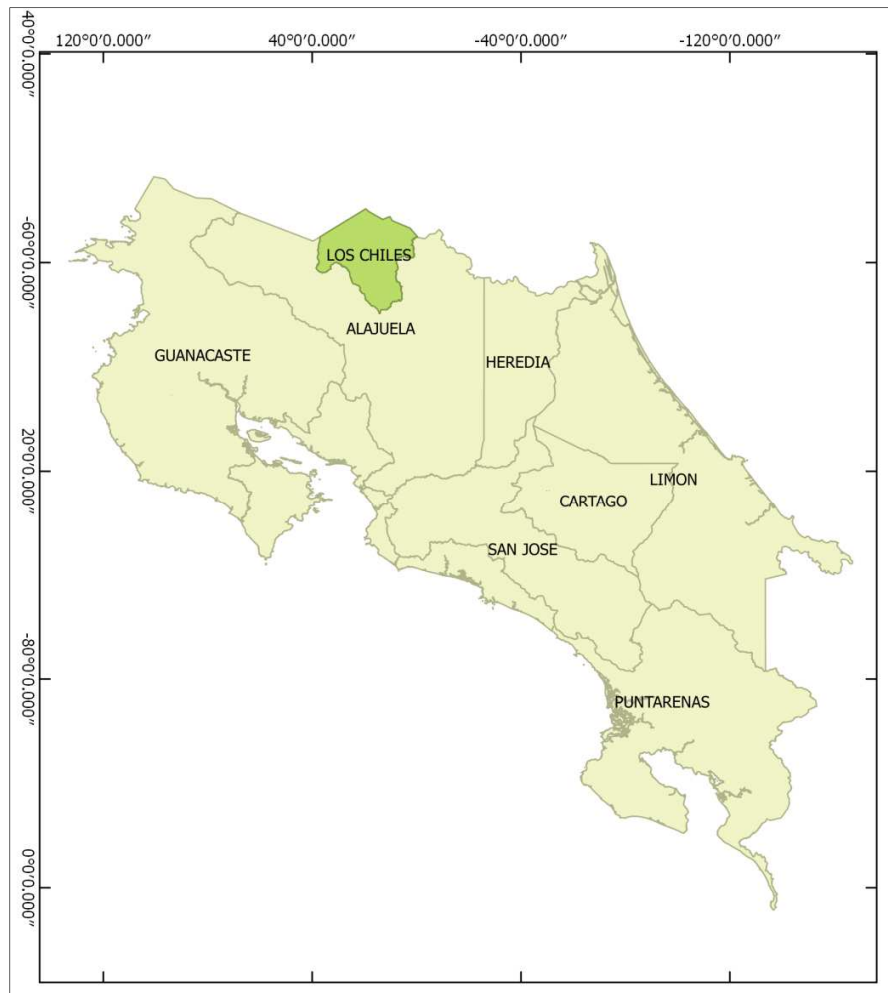 120°0′0.000″ 40°0′0.000″ -40°0′0.000″ -120°0′0.000″
40°0′0.000″
-60°0′0.000″
20°0′0.000″
-80°0′0.000″
0°0′0.000″
LOS CHILES
ALAJUELA
GUANACASTE
HEREDIA
LIMON
CARTAGO
SAN JOSE
PUNTARENAS